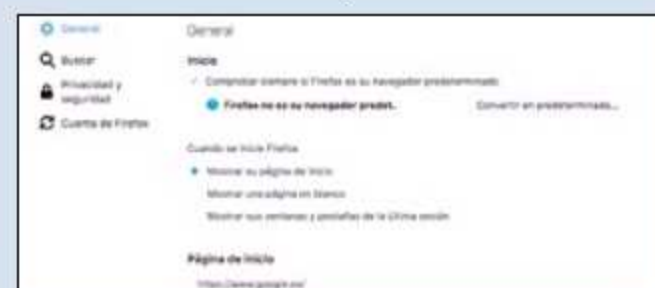 General
General
Buscar
Inicio
Privacidad y
seguridad
Comprobar siempre si Firefox es su navegador predeterminado
Firefox no es su navegador predet.
Convertir en predeterminado...
Cuenta de Firefox
Cuando se inicie Firefox
Mostrar su página de inicio
Mostrar una página en blanco
Mostrar sus ventanas y pestañas de la última sesión
Página de inicio